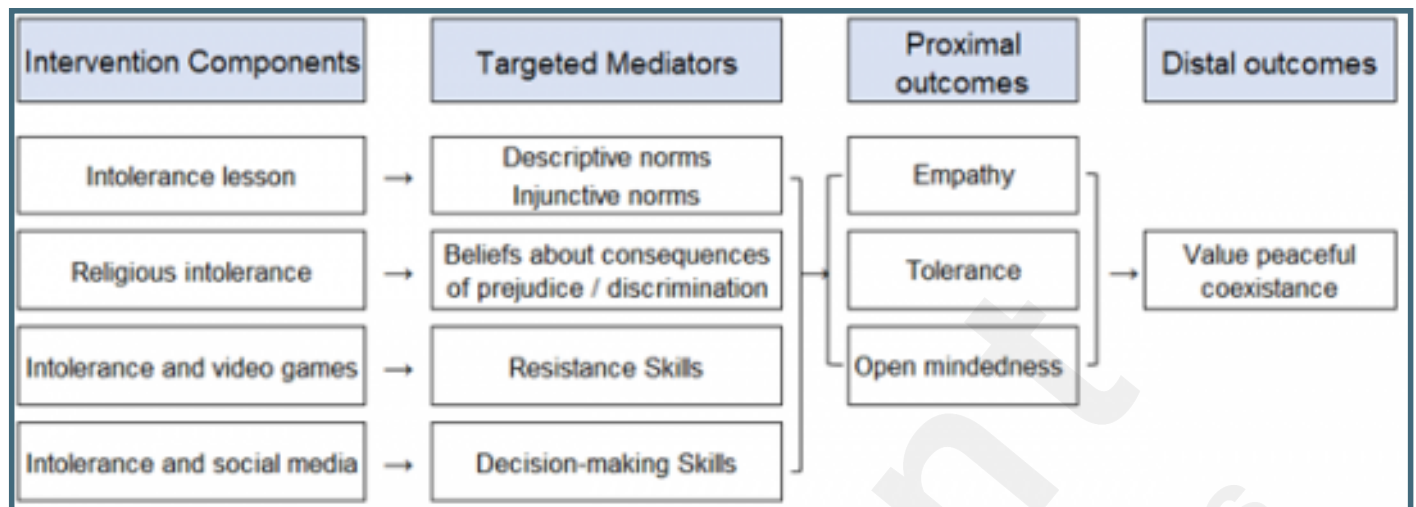 Intervention Components
Targeted Mediators
Proximal
outcomes
Distal outcomes
Intolerance lesson
→
Descriptive norms
Injunctive norms
Empathy
Religious intolerance
→
Beliefs about consequences
of prejudice / discrimination
→
Tolerance
→
Value peaceful
coexistance
Intolerance and video games
→
Resistance Skills
Open mindedness
Intolerance and social media
→
Decision-making Skills